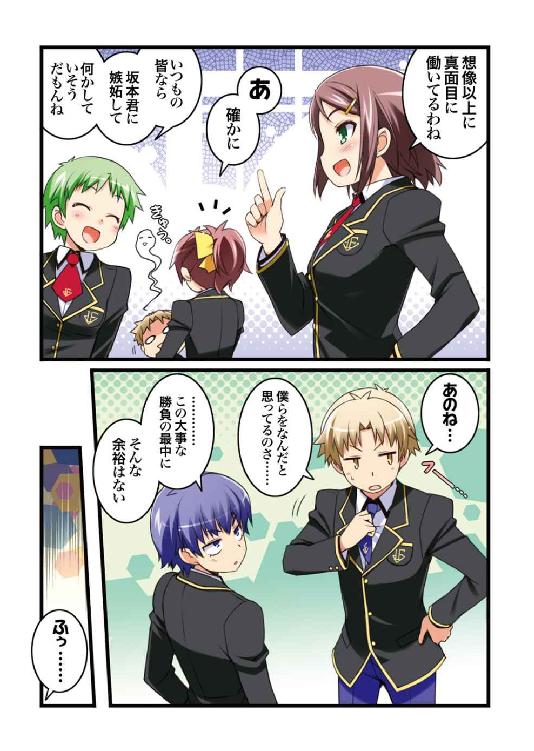 想像以上に
真面目に
働いてるわね
あ
確かに
いつもの
皆なら
坂本君に
嫉妬して
何かして
いそう
だもんね
きゅう。
あのね…
僕らをなんだと
思ってるのさ……
…………
この大事な
勝負の最中に
そんな
余裕はない
ふぅ……